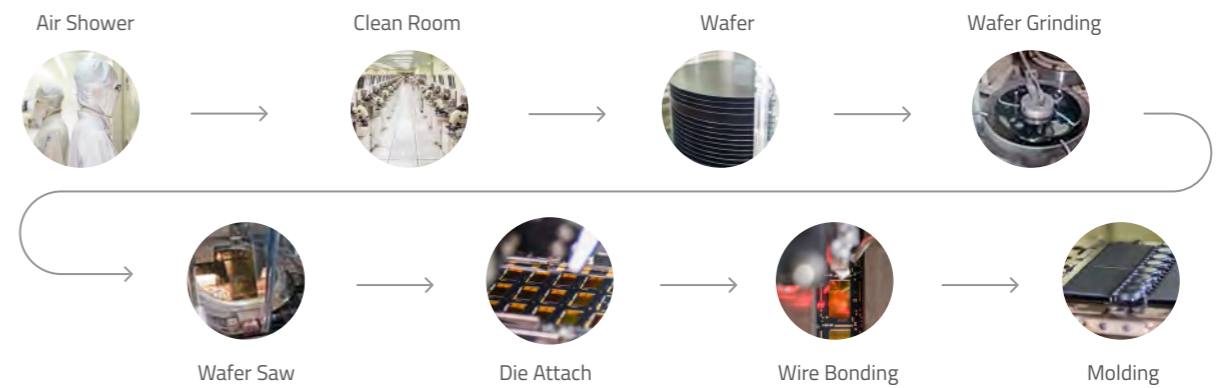 Air Shower
Clean Room
Wafer
Wafer Grinding
Wafer Saw
Die Attach
Wire Bonding
Molding